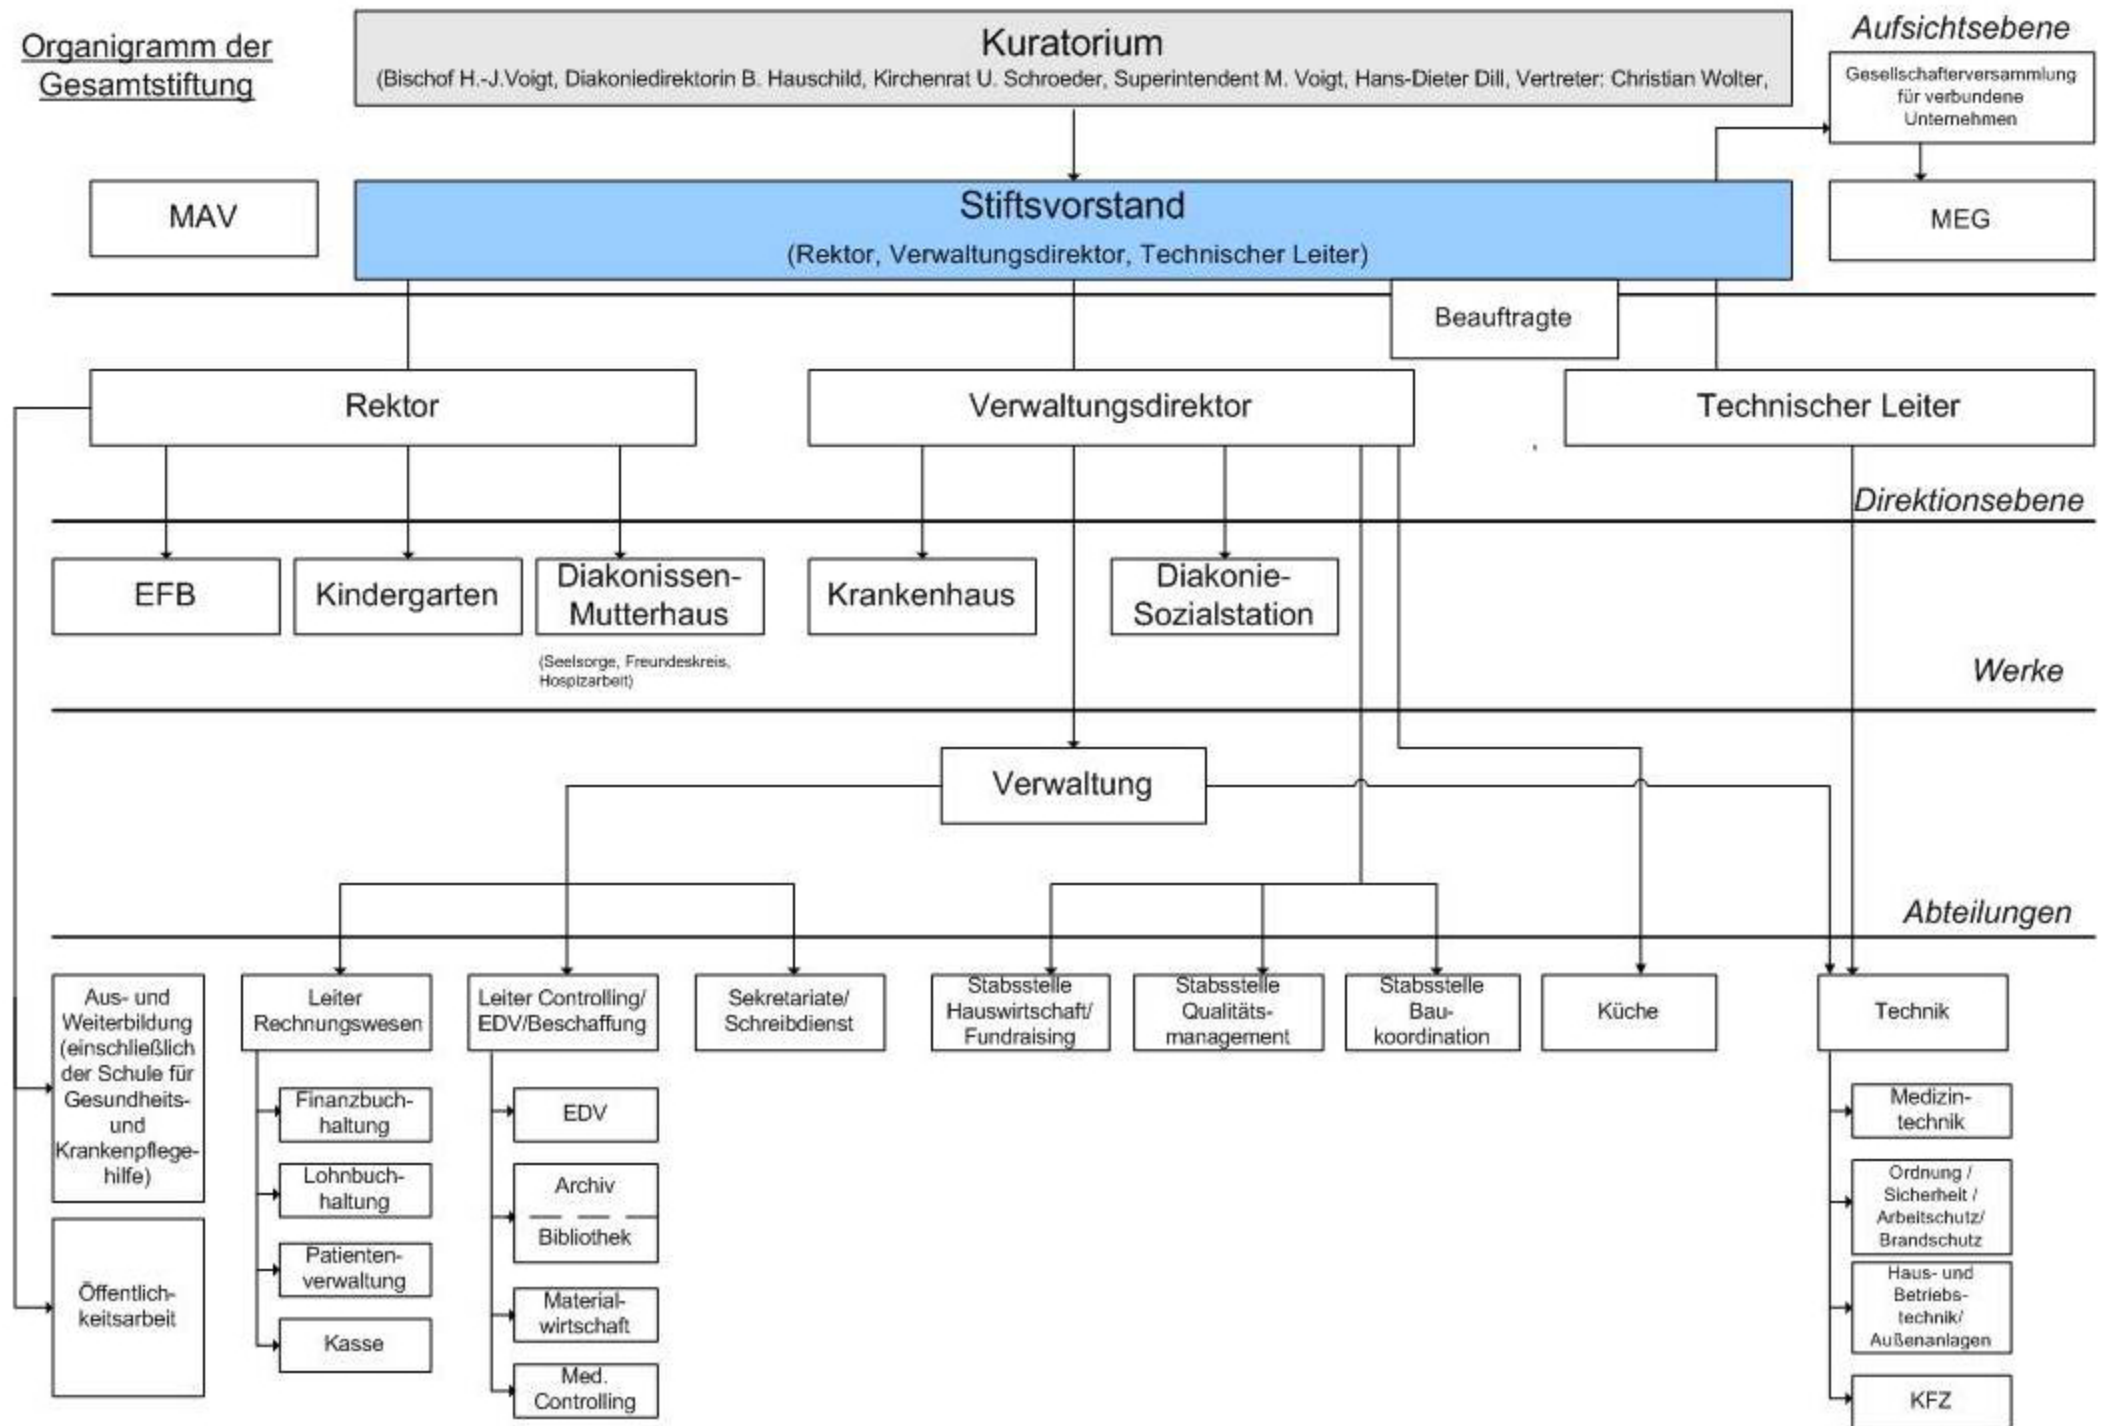 Organigramm der
Gesamtstiftung
Kuratorium
(Bischof H.-J.Voigt, Diakoniedirektorin B. Hauschild, Kirchenrat U. Schroeder, Superintendent M. Voigt, Hans-Dieter Dill, Vertreter: Christian Wolter,
Aufsichtsebene
Gesellschafterversammlung
für verbundene
Unternehmen
MAV
Stiftsvorstand
(Rektor, Verwaltungsdirektor, Technischer Leiter)
MEG
Beauftragte
Rektor
Verwaltungsdirektor
Technischer Leiter
Direktionsebene
EFB
Kindergarten
Diakonissen-
Mutterhaus
(Seelsorge, Freundeskreis,
Hospizarbeit)
Krankenhaus
Diakonie-
Sozialstation
Werke
Verwaltung
Abteilungen
Aus- und
Weiterbildung
(einschließlich
der Schule für
Gesundheits-
und
Krankenpflege-
hilfe)
Öffentlich-
keitsarbeit
Leiter
Rechnungswesen
Finanzbuch-
haltung
Lohnbuch-
haltung
Patienten-
verwaltung
Kasse
Leiter Controlling/
EDV/Beschaffung
EDV
Archiv
Bibliothek
Material-
wirtschaft
Med.
Controlling
Sekretariate/
Schreibdienst
Stabsstelle
Hauswirtschaft/
Fundraising
Stabsstelle
Qualitäts-
management
Stabsstelle
Bau-
koordination
Küche
Technik
Medizin-
technik
Ordnung /
Sicherheit /
Arbeitschutz/
Brandschutz
Haus- und
Betriebs-
technik/
Außenanlagen
KFZ